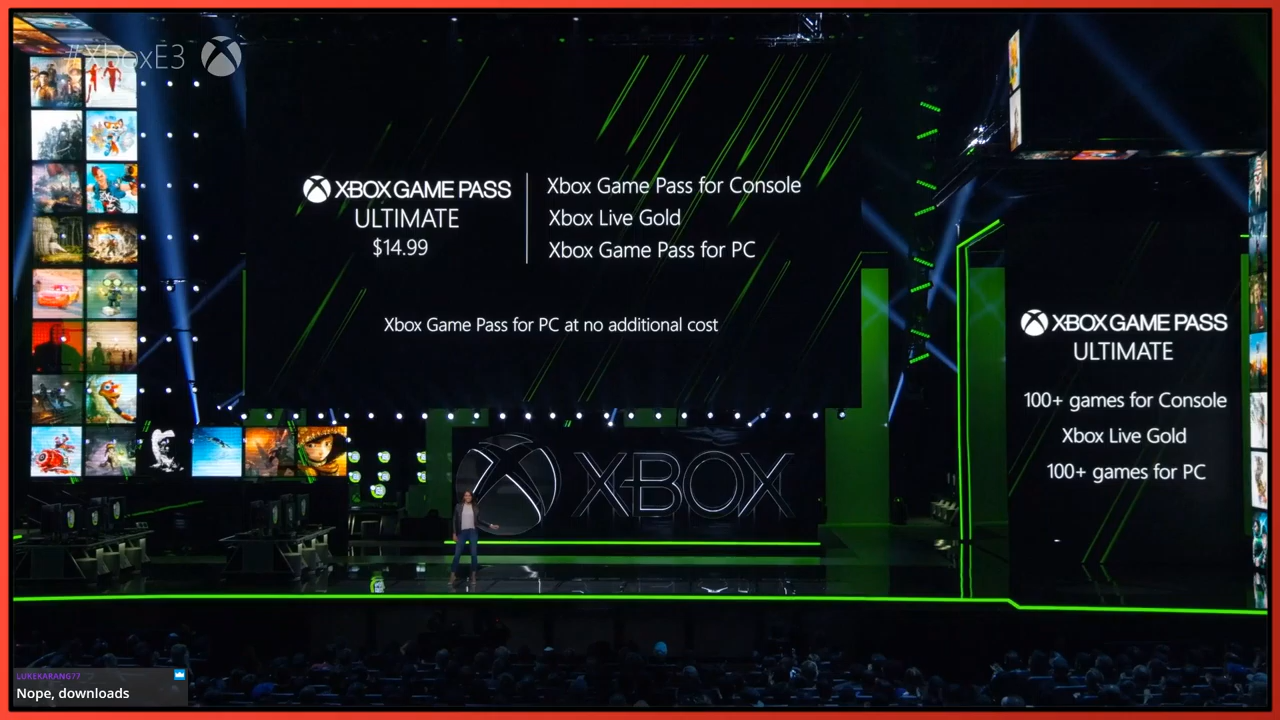 #XboxE3
XBOX GAME PASS
ULTIMATE
$14.99
Xbox Game Pass for Console
Xbox Live Gold
Xbox Game Pass for PC
Xbox Game Pass for PC at no additional cost
XBOX
XBOX GAME PASS
ULTIMATE
100+ games for Console
Xbox Live Gold
100+ games for PC
LUKEKARANG77
Nope, downloads